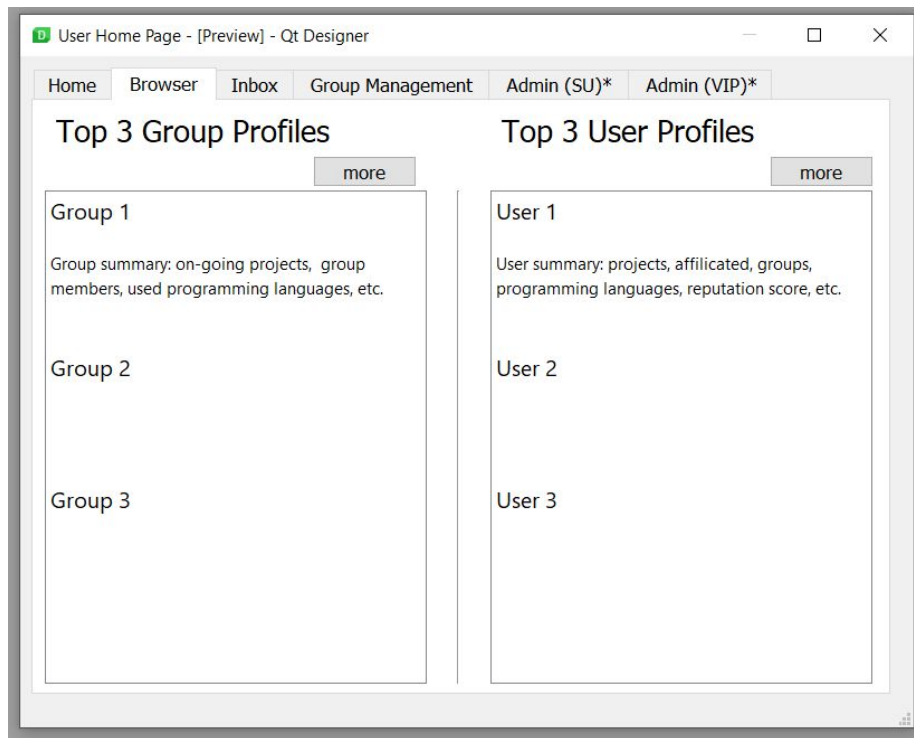 User Home Page - [Preview] - Qt Designer
Home Browser Inbox Group Management Admin (SU)* Admin (VIP)*
Top 3 Group Profiles
more
Group 1
Group summary: on-going projects, group
members, used programming languages, etc.
Group 2
Group 3
Top 3 User Profiles
more
User 1
User summary: projects, affilicated, groups,
programming languages, reputation score, etc.
User 2
User 3